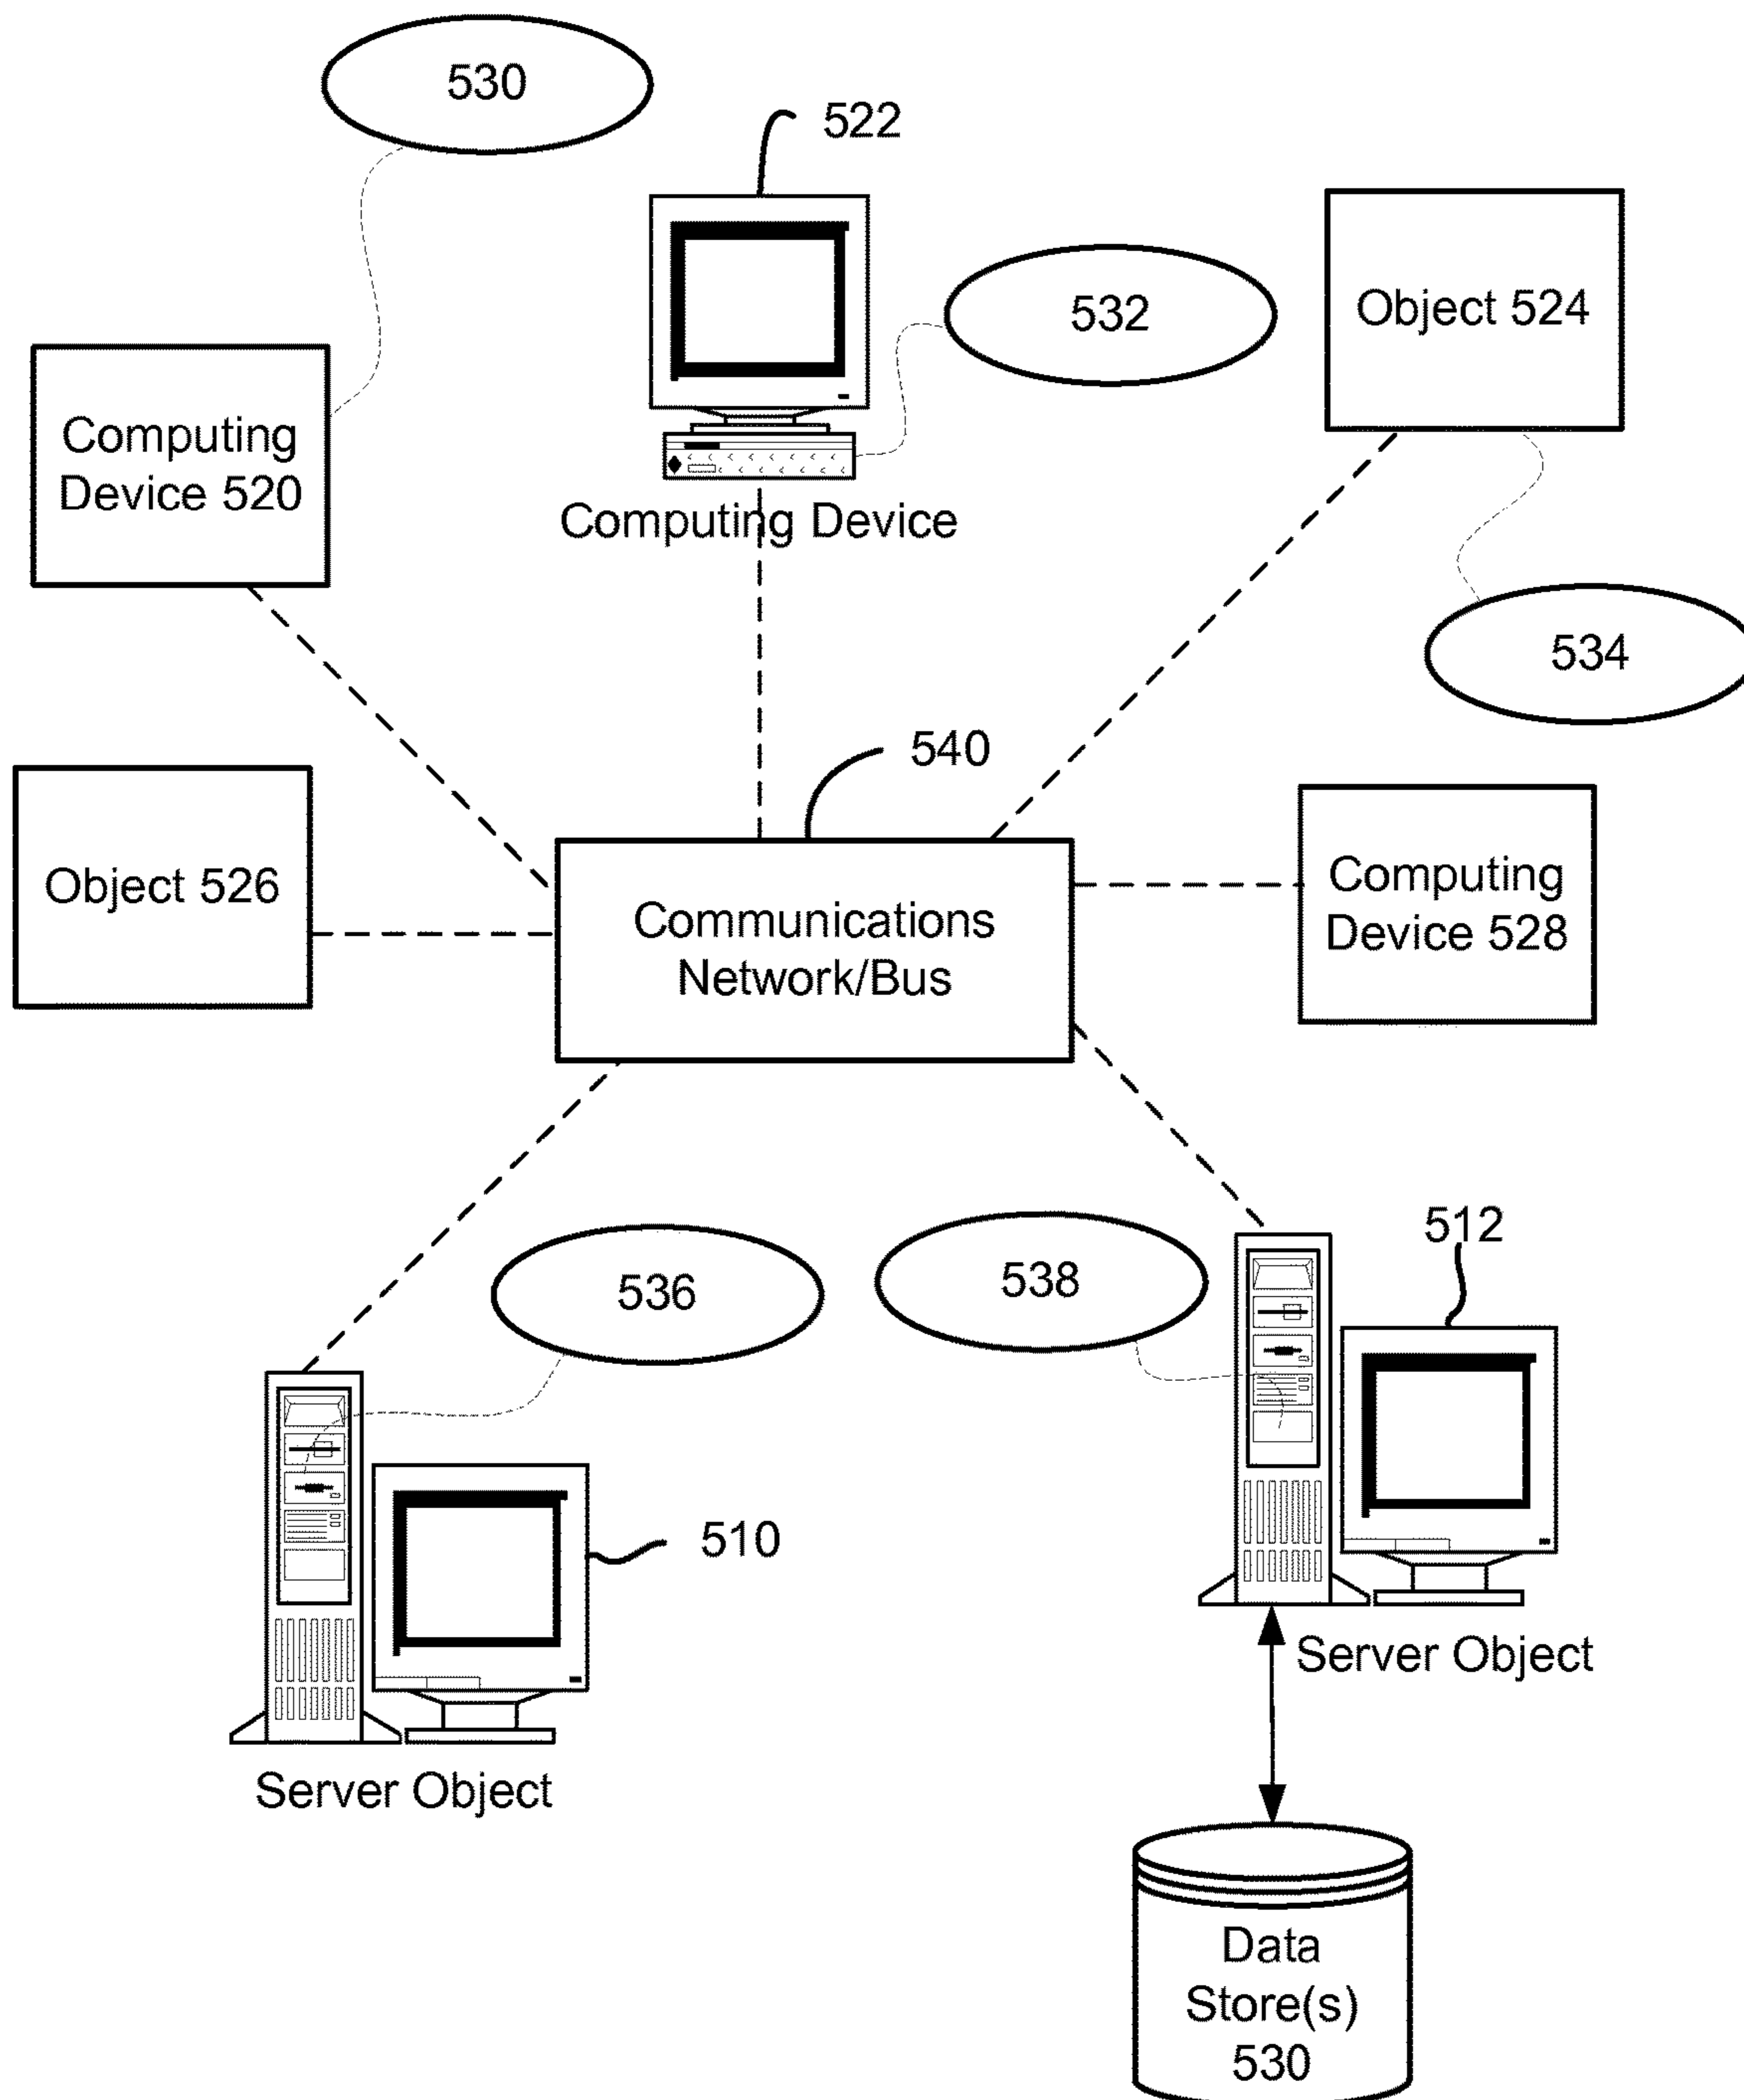 530
522
532
Object 524
Computing
Device 520
Computing Device
534
540
Object 526
Communications
Network/Bus
Computing
Device 528
536
538
512
510
Server Object
Server Object
Data
Store(s)
530